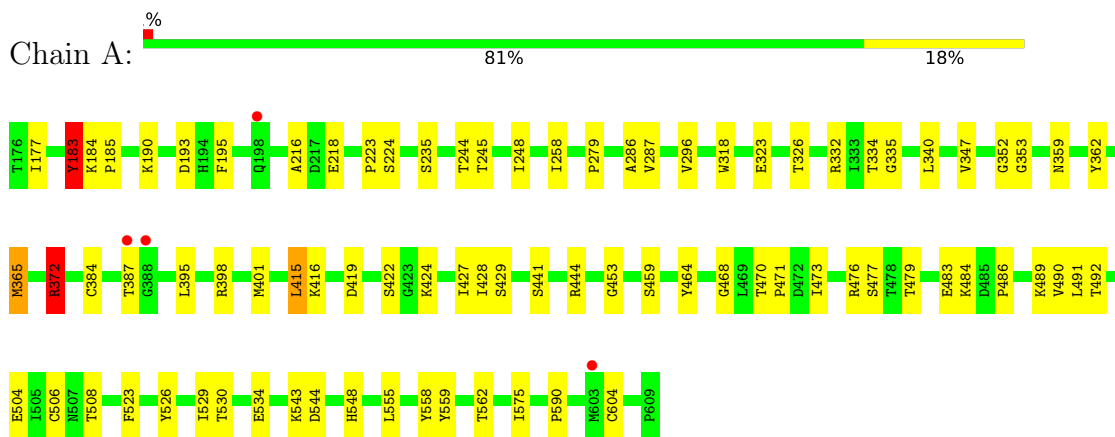 %
Chain A:
81% 18%
T176 I177 Y183 K184 P185 K190 D193 H194 F195 Q198 A216 D217 E218 P223 S224 S235 T244 T245 I248 I258 P279 A286 V287 V296 W318 E323 T326 R332 I333 T334 G335 L340 V347 G352 G353 N359 Y362
M365 R372 C384 T387 G388 L395 R398 M401 L415 K416 D419 S422 G423 K424 I427 I428 S429 S441 R444 G453 S459 Y464 G468 L469 T470 P471 D472 I473 R476 S477 T478 T479 E483 K484 D485 P486 K489 V490 L491 T492
E504 I505 C506 N507 T508 F523 Y526 I529 T530 E534 K543 D544 H548 L555 Y558 Y559 T562 I575 P590 M603 C604 P609